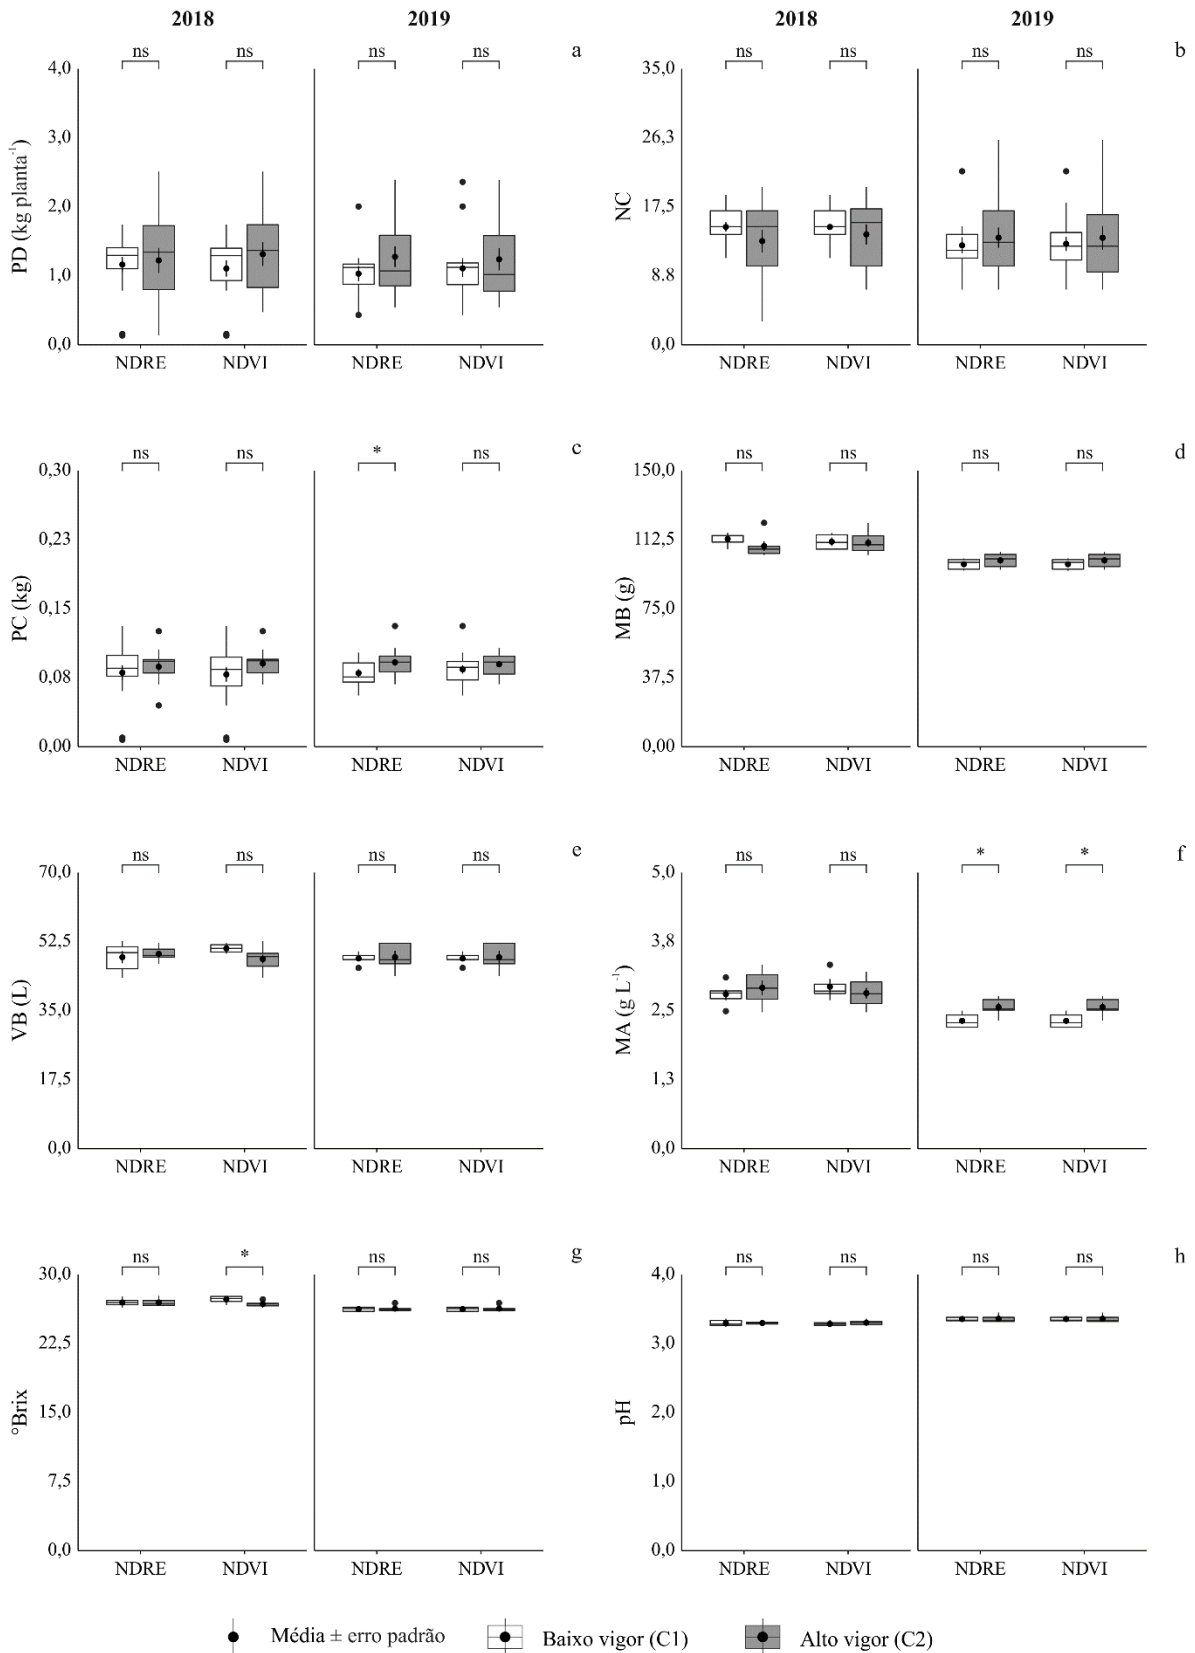 2018 2019 2018 2019
ns ns ns ns a ns ns ns ns b
4,0
3,0
2,0
1,0
0,0
PD (kg planta⁻¹)
35,0
26,3
17,5
8,8
0,0
NC
NDRE NDVI NDRE NDVI NDRE NDVI NDRE NDVI
ns ns * ns c ns ns ns ns d
0,30
0,23
0,15
0,08
0,00
PC (kg)
150,0
112,5
75,0
37,5
0,00
MB (g)
NDRE NDVI NDRE NDVI NDRE NDVI NDRE NDVI
ns ns ns ns e ns ns * * f
70,0
52,5
35,0
17,5
0,0
VB (L)
5,0
3,8
2,5
1,3
0,0
MA (g L⁻¹)
NDRE NDVI NDRE NDVI NDRE NDVI NDRE NDVI
ns * ns ns g ns ns ns ns h
30,0
22,5
15,0
7,5
0,0
°Brix
4,0
3,0
2,0
1,0
0,0
pH
NDRE NDVI NDRE NDVI NDRE NDVI NDRE NDVI
Média ± erro padrão Baixo vigor (C1) Alto vigor (C2)